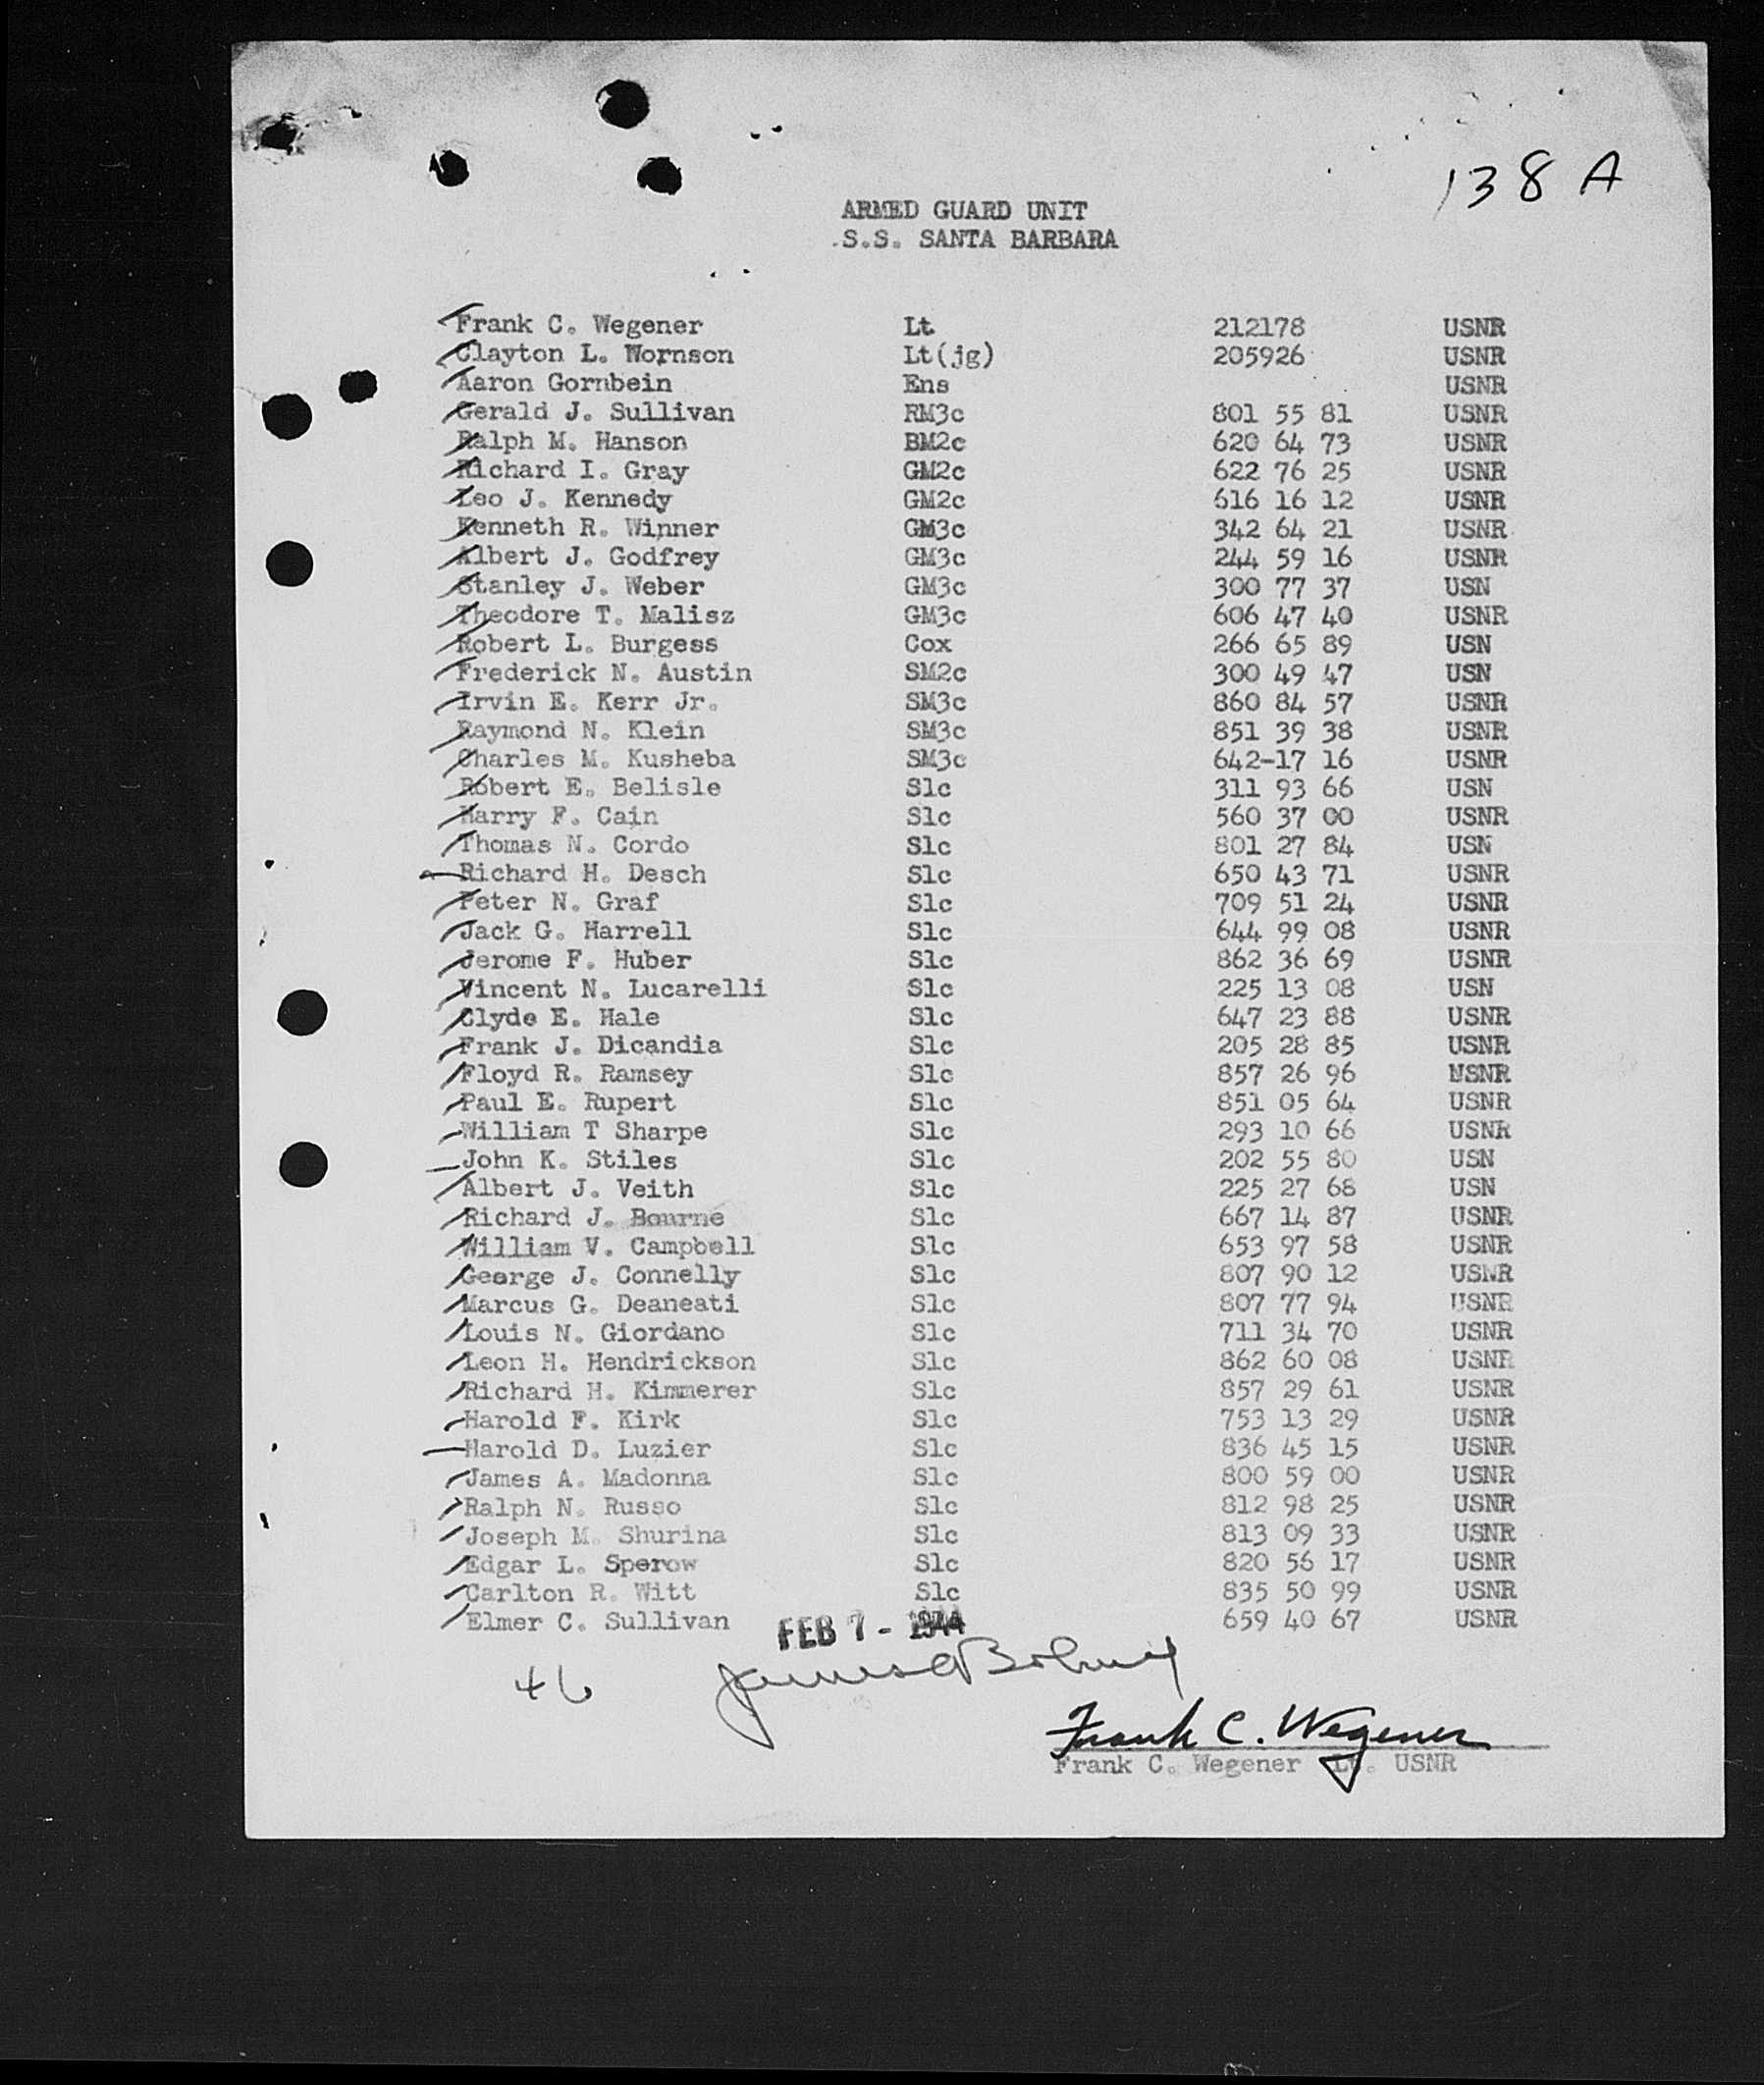 138 A
ARMED GUARD UNIT
S.S. SANTA BARBARA
Frank C. Wegener Lt 212178 USNR
Clayton L. Wornson Lt(jg) 205926 USNR
Aaron Gornbein Ens USNR
Gerald J. Sullivan RM3c 801 55 81 USNR
Ralph M. Hanson BM2c 620 64 73 USNR
Richard I. Gray GM2c 622 76 25 USNR
Leo J. Kennedy GM2c 616 16 12 USNR
Kenneth R. Winner GM3c 342 64 21 USNR
Albert J. Godfrey GM3c 244 59 16 USNR
Stanley J. Weber GM3c 300 77 37 USN
Theodore T. Malisz GM3c 606 47 40 USNR
Robert L. Burgess Cox 266 65 89 USN
Frederick N. Austin SM2c 300 49 47 USN
Irvin E. Kerr Jr. SM3c 860 84 57 USNR
Raymond N. Klein SM3c 851 39 38 USNR
Charles M. Kusheba SM3c 642-17 16 USNR
Robert E. Belisle S1c 311 93 66 USN
Harry F. Cain S1c 560 37 00 USNR
Thomas N. Cordo S1c 801 27 84 USN
Richard H. Desch S1c 650 43 71 USNR
Peter N. Graf S1c 709 51 24 USNR
Jack G. Harrell S1c 644 99 08 USNR
Jerome F. Huber S1c 862 36 69 USNR
Vincent N. Lucarelli S1c 225 13 08 USN
Clyde E. Hale S1c 647 23 88 USNR
Frank J. Dicandia S1c 205 28 85 USNR
Floyd R. Ramsey S1c 857 26 96 USNR
Paul E. Rupert S1c 851 05 64 USNR
William T Sharpe S1c 293 10 66 USNR
John K. Stiles S1c 202 55 80 USN
Albert J. Veith S1c 225 27 68 USN
Richard J. Bourne S1c 667 14 87 USNR
William V. Campbell S1c 653 97 58 USNR
George J. Connelly S1c 807 90 12 USNR
Marcus G. Deaneati S1c 807 77 94 USNR
Louis N. Giordano S1c 711 34 70 USNR
Leon H. Hendrickson S1c 862 60 08 USNR
Richard H. Kimmerer S1c 857 29 61 USNR
Harold F. Kirk S1c 753 13 29 USNR
Harold D. Luzier S1c 836 45 15 USNR
James A. Madonna S1c 800 59 00 USNR
Ralph N. Russo S1c 812 98 25 USNR
Joseph M. Shurina S1c 813 09 33 USNR
Edgar L. Sperow S1c 820 56 17 USNR
Carlton R. Witt S1c 835 50 99 USNR
Elmer C. Sullivan 659 40 67 USNR
FEB 7 - 1944
46 James
Frank C. Wegener
Frank C. Wegener Lt. USNR